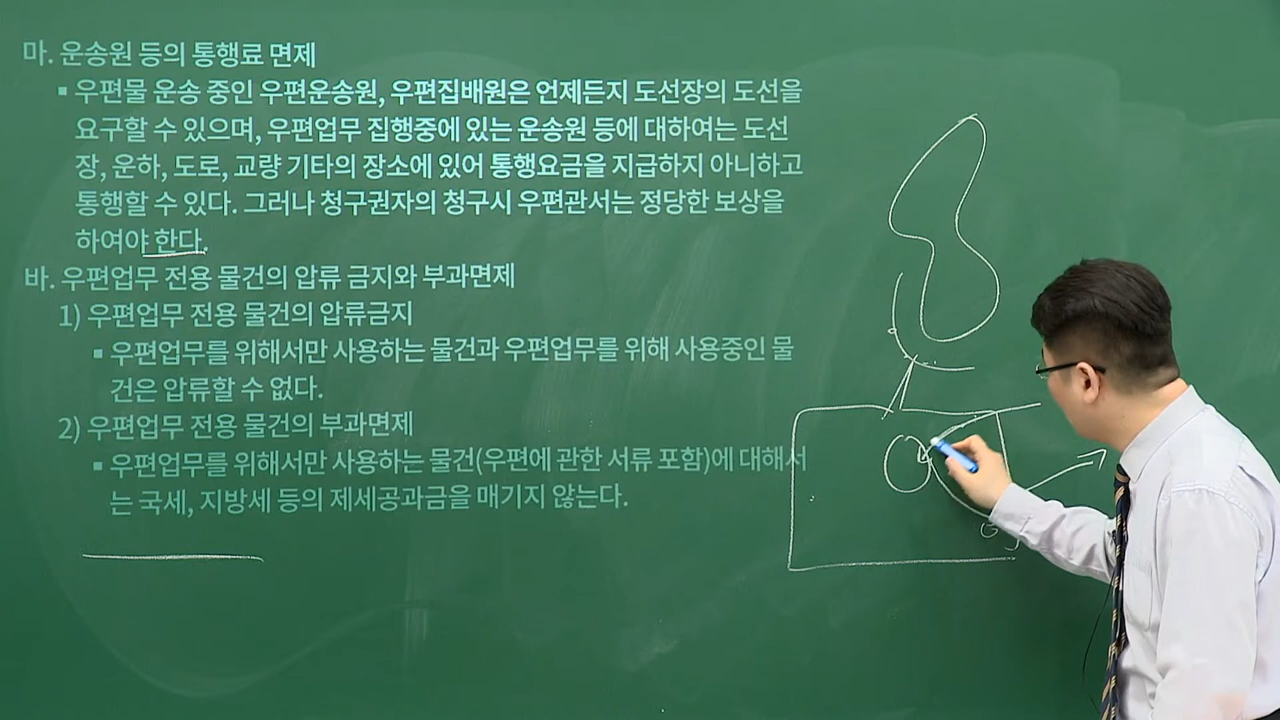 마. 운송원 등의 통행료 면제
▪ 우편물 운송 중인 우편운송원, 우편집배원은 언제든지 도선장의 도선을
요구할 수 있으며, 우편업무 집행중에 있는 운송원 등에 대하여는 도선
장, 운하, 도로, 교량 기타의 장소에 있어 통행요금을 지급하지 아니하고
통행할 수 있다. 그러나 청구권자의 청구시 우편관서는 정당한 보상을
하여야 한다.
바. 우편업무 전용 물건의 압류 금지와 부과면제
1) 우편업무 전용 물건의 압류금지
▪ 우편업무를 위해서만 사용하는 물건과 우편업무를 위해 사용중인 물
건은 압류할 수 없다.
2) 우편업무 전용 물건의 부과면제
▪ 우편업무를 위해서만 사용하는 물건(우편에 관한 서류 포함)에 대해서
는 국세, 지방세 등의 제세공과금을 매기지 않는다.